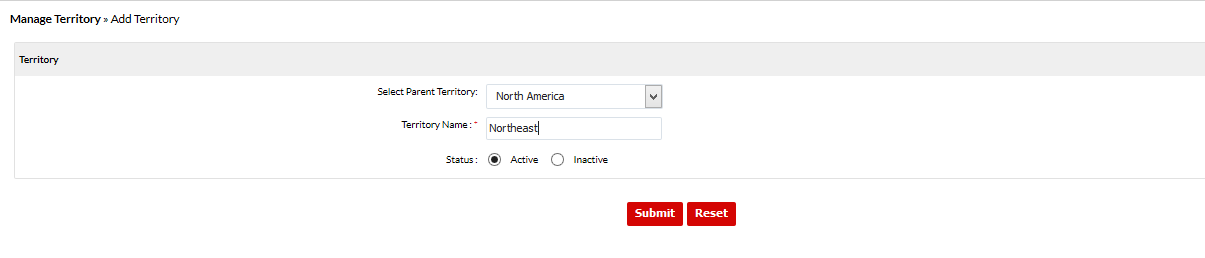 Manage Territory » Add Territory
Territory
Select Parent Territory: North America
Territory Name : * Northeast
Status : Active Inactive
Submit Reset